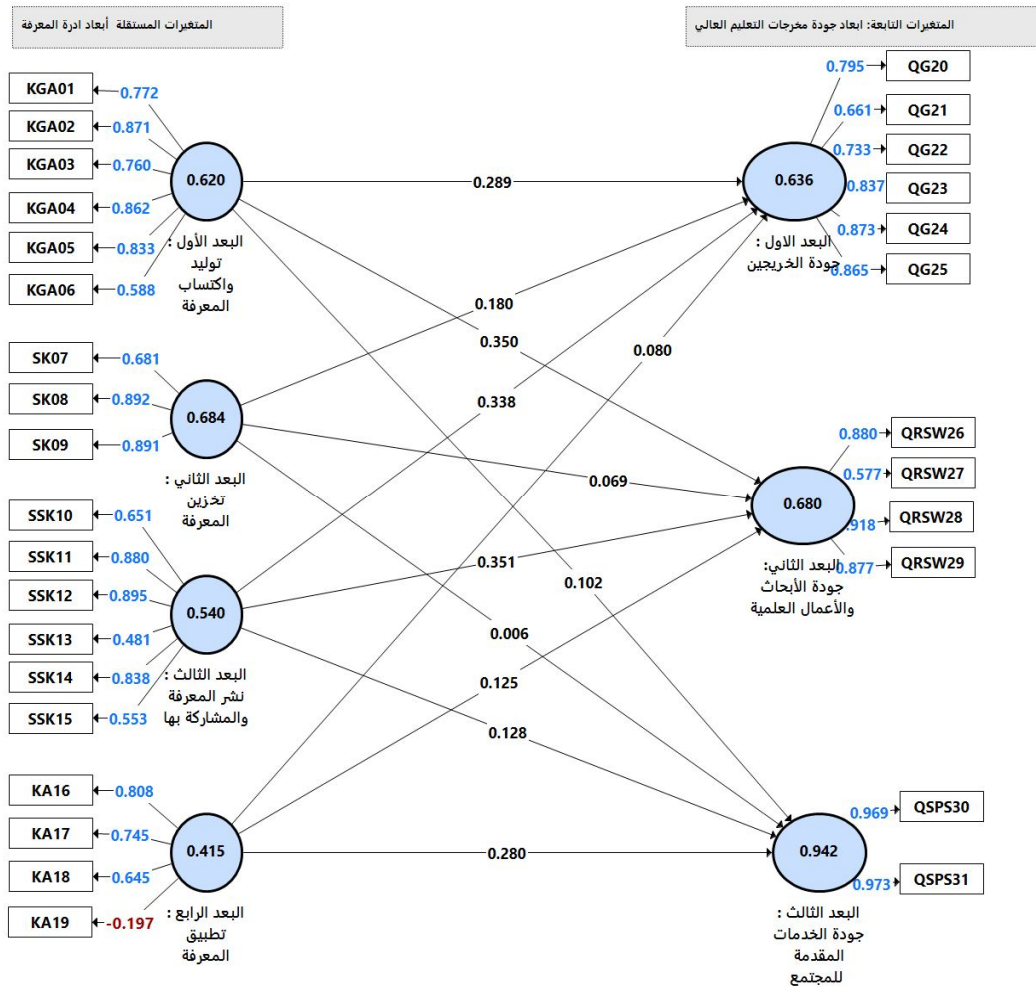 المتغيرات المستقلة أبعاد ادرة المعرفة
المتغيرات التابعة: ابعاد جودة مخرجات التعليم العالي
KGA01
0.772
KGA02
0.871
KGA03
0.760
KGA04
0.862
KGA05
0.833
KGA06
0.588
0.620
البعد الأول :
توليد
واكتساب
المعرفة
SK07
0.681
SK08
0.892
SK09
0.891
0.684
البعد الثاني :
تخزين
المعرفة
SSK10
0.651
SSK11
0.880
SSK12
0.895
SSK13
0.481
SSK14
0.838
SSK15
0.553
0.540
البعد الثالث :
نشر المعرفة
والمشاركة بها
KA16
0.808
KA17
0.745
KA18
0.645
KA19
-0.197
0.415
البعد الرابع :
تطبيق
المعرفة
0.289
0.180
0.350
0.080
0.338
0.069
0.351
0.102
0.006
0.125
0.128
0.280
0.795
QG20
0.661
QG21
0.733
QG22
0.837
QG23
0.873
QG24
0.865
QG25
0.636
البعد الاول :
جودة الخريجين
0.880
QRSW26
0.577
QRSW27
.918
QRSW28
0.877
QRSW29
0.680
البعد الثاني:
جودة الأبحاث
والأعمال العلمية
0.969
QSPS30
0.973
QSPS31
0.942
البعد الثالث :
جودة الخدمات
المقدمة
للمجتمع